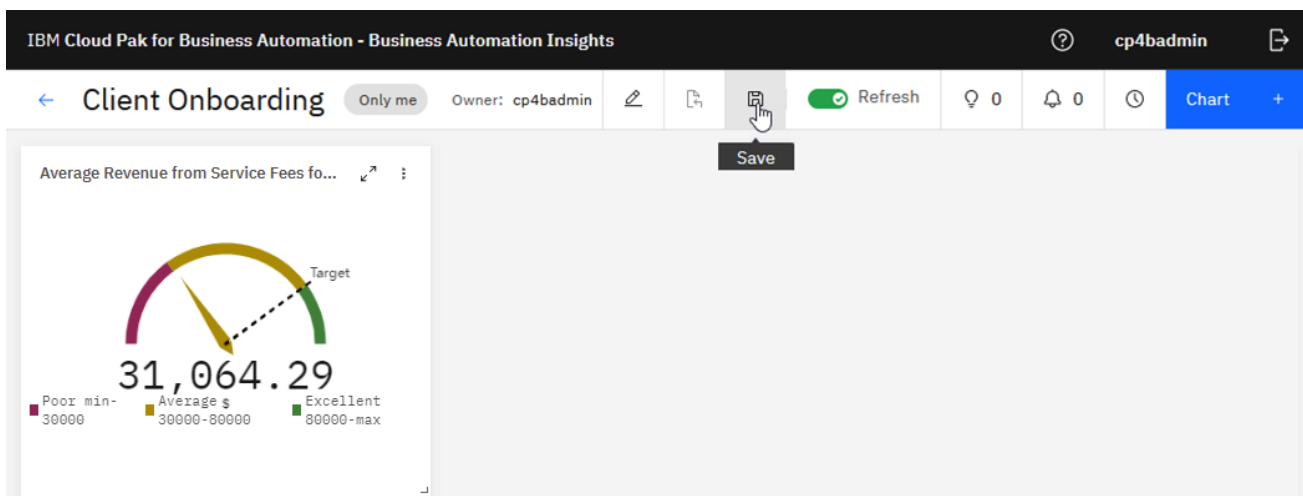 IBM Cloud Pak for Business Automation - Business Automation Insights cp4badmin
Client Onboarding Only me Owner: cp4badmin Refresh 0 0 Chart +
Save
Average Revenue from Service Fees fo...
Target
31,064.29
$
Poor min-30000
Average 30000-80000
Excellent 80000-max